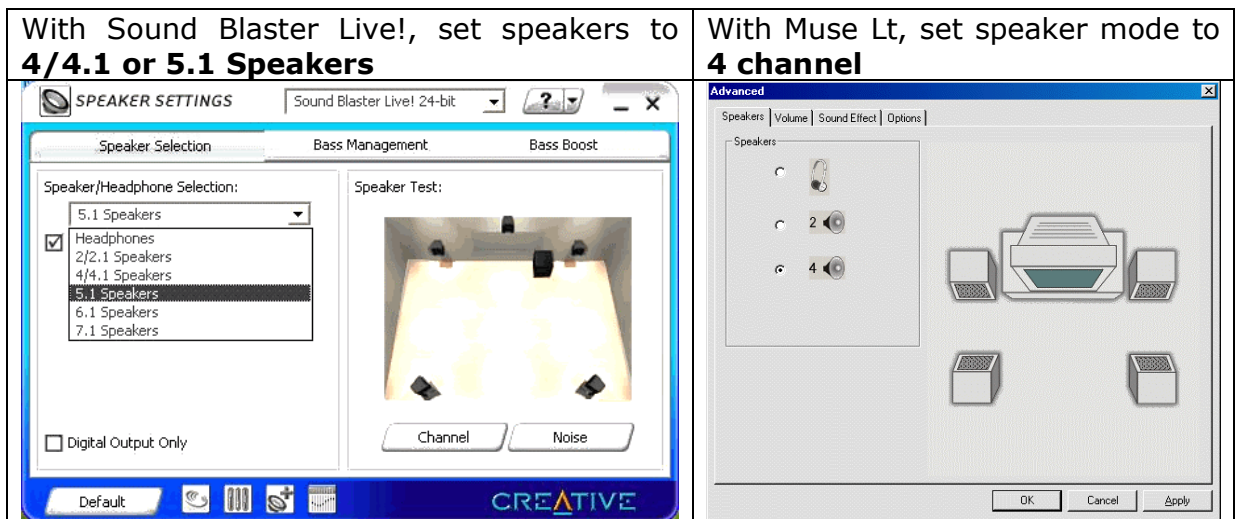 With Sound Blaster Live!, set speakers to
4/4.1 or 5.1 Speakers
SPEAKER SETTINGS
Sound Blaster Live! 24-bit
?
Speaker Selection
Bass Management
Bass Boost
Speaker/Headphone Selection:
5.1 Speakers
Headphones
2/2.1 Speakers
4/4.1 Speakers
5.1 Speakers
6.1 Speakers
7.1 Speakers
Digital Output Only
Speaker Test:
Channel
Noise
Default
CREATIVE
With Muse Lt, set speaker mode to
4 channel
Advanced
Speakers
Volume
Sound Effect
Options
Speakers
2
4
OK
Cancel
Apply